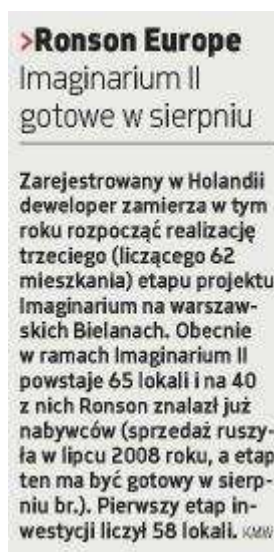 >Ronson Europe
Imaginarium II
gotowe w sierpniu
Zarejestrowany w Holandii
deweloper zamierza w tym
roku rozpocząć realizację
trzeciego (liczącego 62
mieszkania) etapu projektu
Imaginarium na warszaw-
skich Bielanach. Obecnie
w ramach Imaginarium II
powstaje 65 lokali i na 40
z nich Ronson znalazł już
nabywców (sprzedaż ruszy-
ła w lipcu 2008 roku, a etap
ten ma być gotowy w sierp-
niu br.). Pierwszy etap in-
westycji liczył 58 lokali.